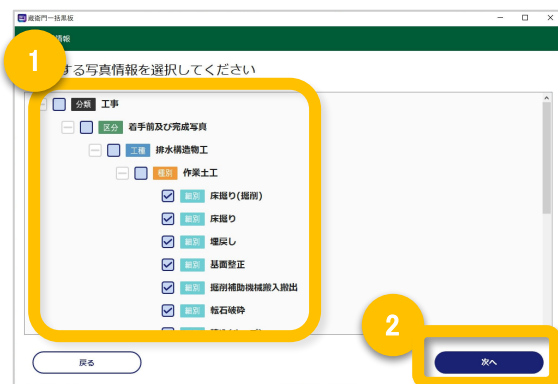 蔵衛門一括黒板
情報
1
する写真情報を選択してください
分類 工事
区分 着手前及び完成写真
工種 排水構造物工
種別 作業土工
細別 床掘り(掘削)
細別 床掘り
細別 埋戻し
細別 基面整正
細別 掘削補助機械搬入搬出
細別 転石破砕
2
戻る
次へ